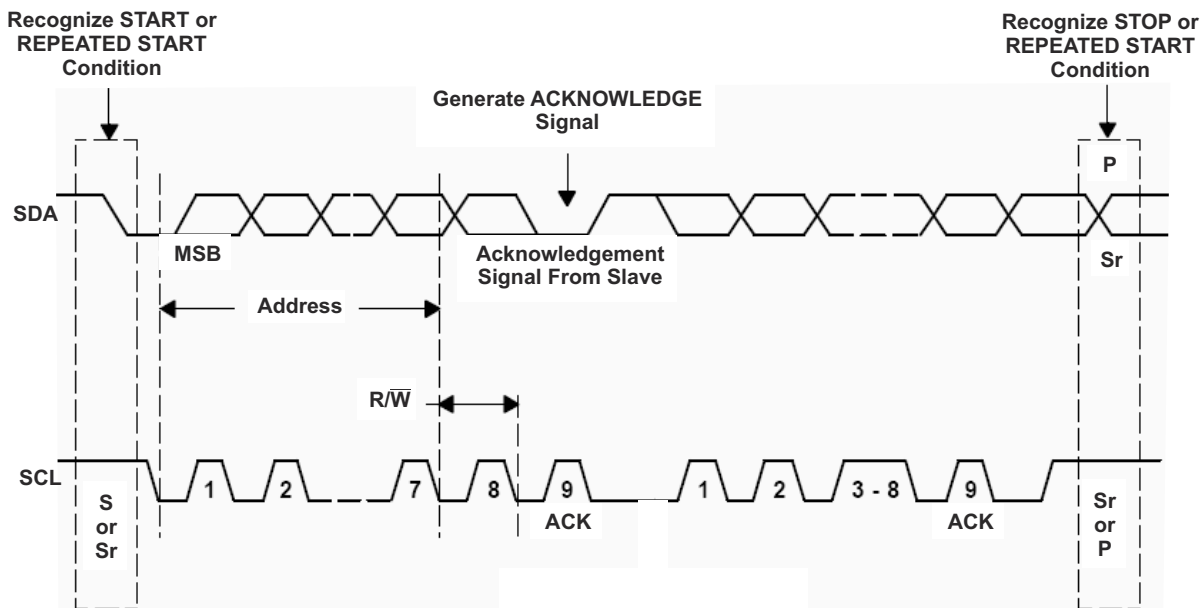 Recognize START or
REPEATED START
Condition
Recognize STOP or
REPEATED START
Condition
Generate ACKNOWLEDGE
Signal
P
SDA
MSB
Acknowledgement
Signal From Slave
Sr
Address
R/W̅
SCL
1
2
7
8
9
1
2
3 - 8
9
S
or
Sr
ACK
ACK
Sr
or
P